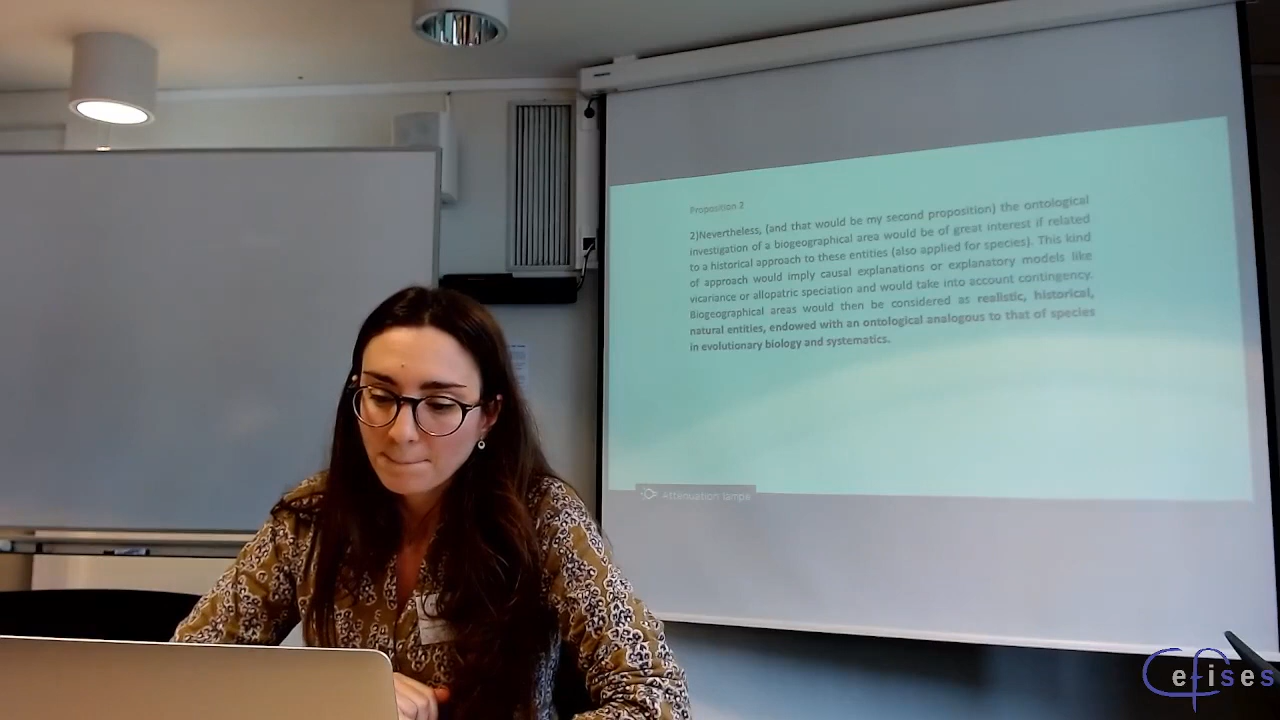 Proposition 2
2)Nevertheless, (and that would be my second proposition) the ontological
investigation of a biogeographical area would be of great interest if related
to a historical approach to these entities (also applied for species). This kind
of approach would imply causal explanations or explanatory models like
vicariance or allopatric speciation and would take into account contingency.
Biogeographical areas would then be considered as realistic, historical,
natural entities, endowed with an ontological analogous to that of species
in evolutionary biology and systematics.
Attenuation lampe
Cefises